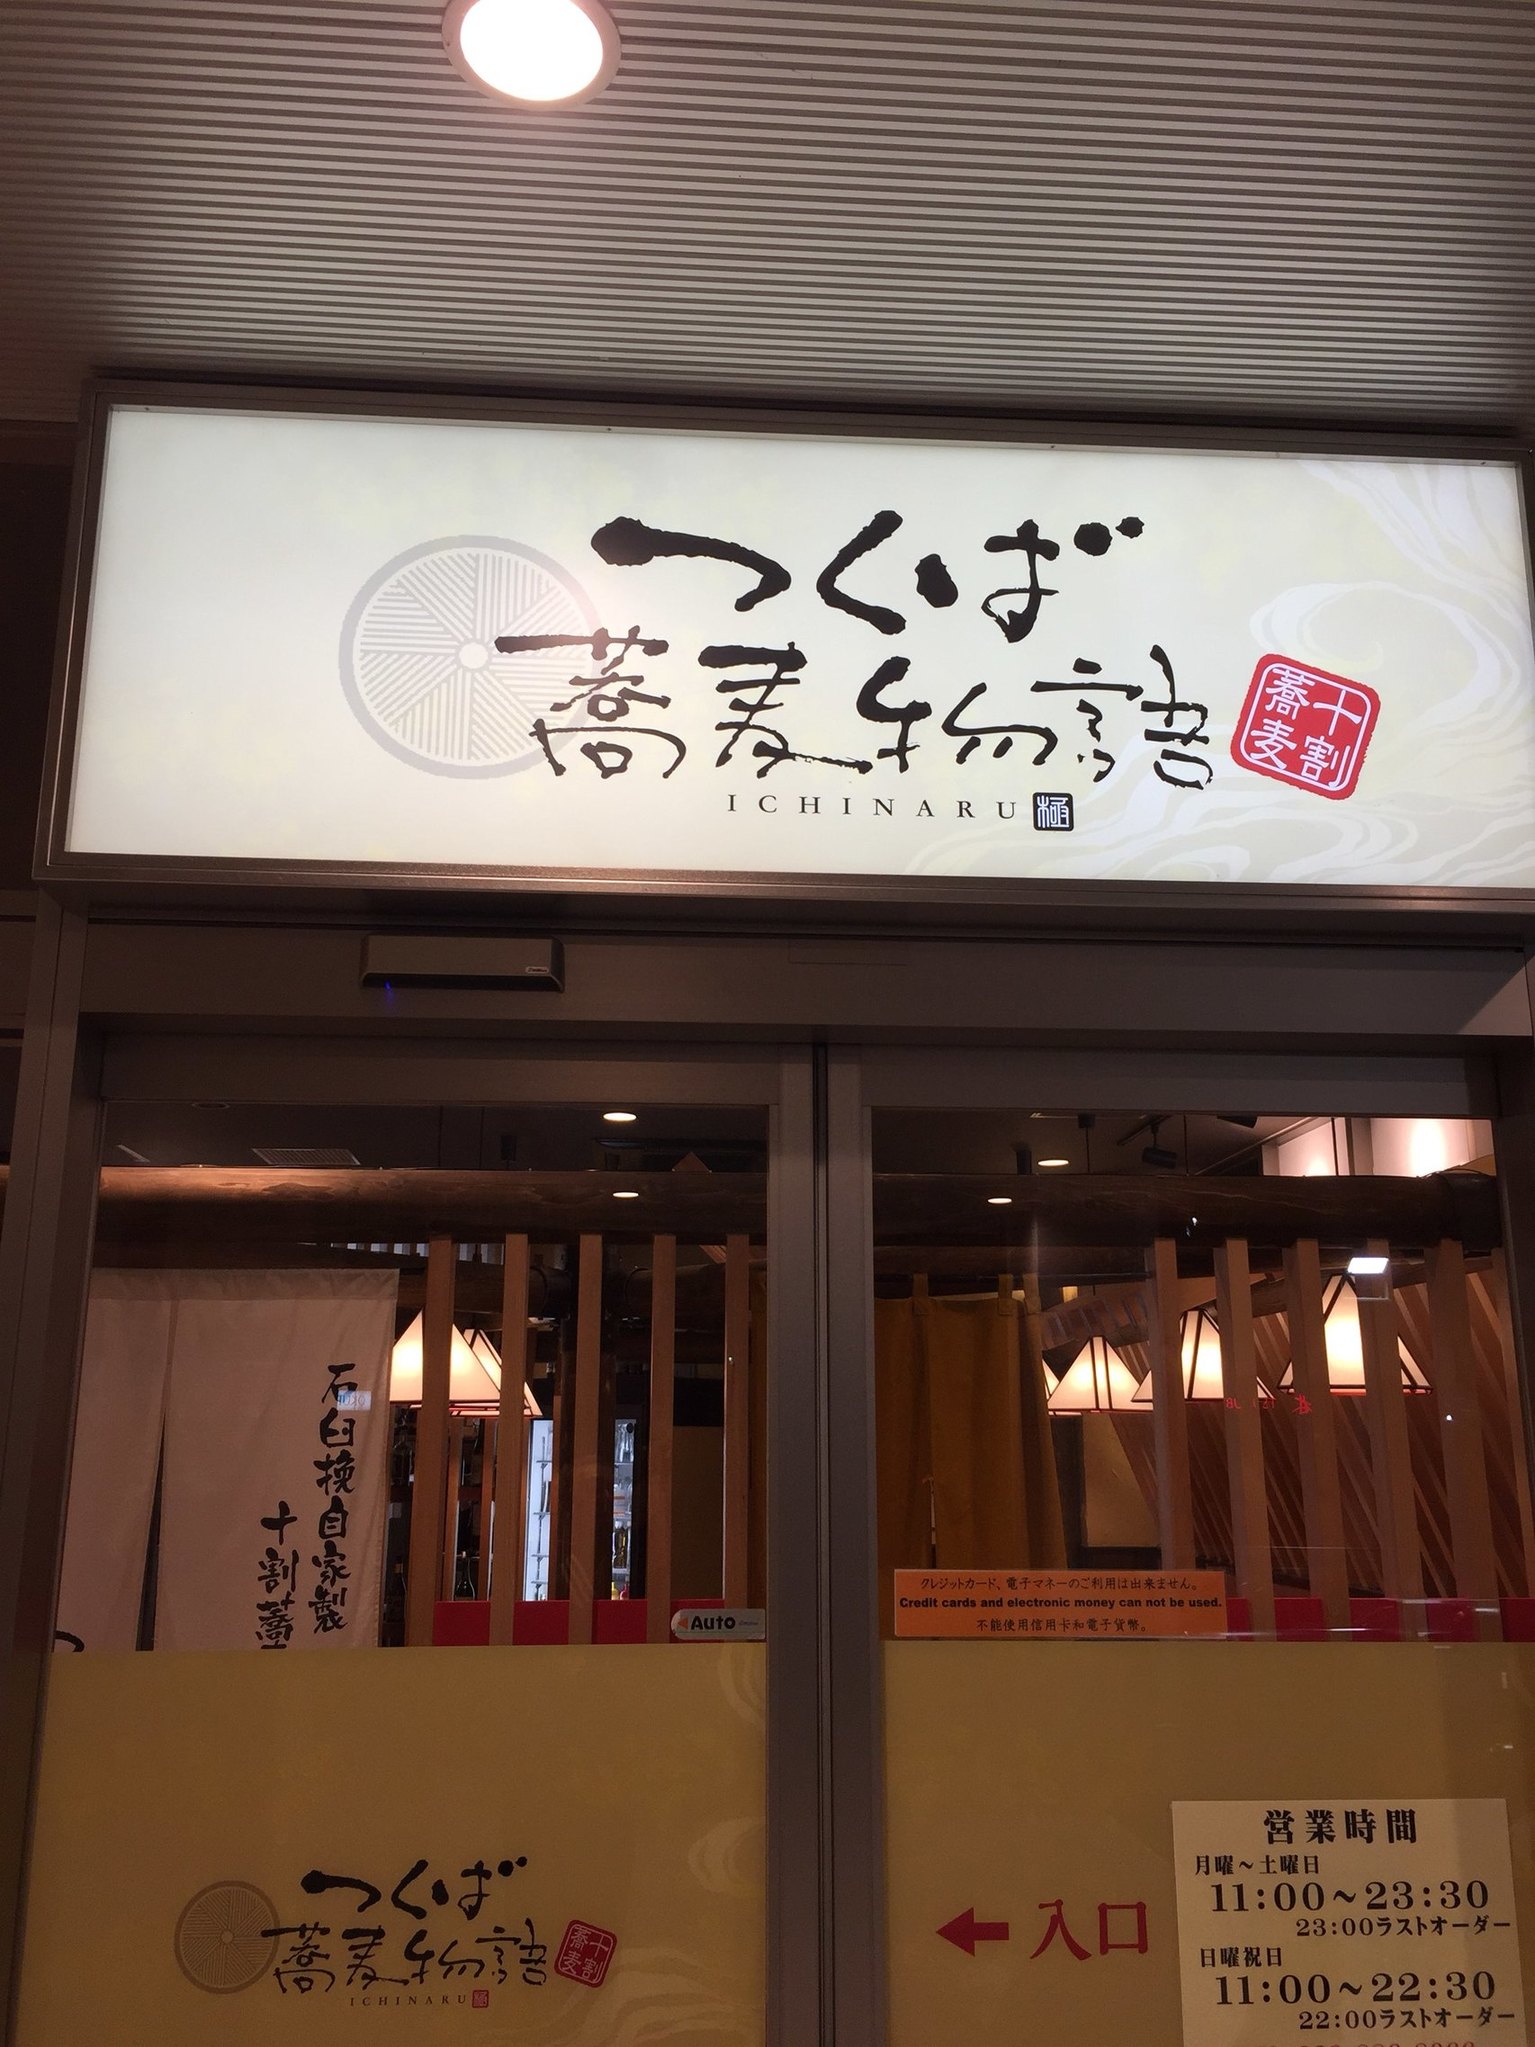 つくば
蕎麦物語
十割
蕎麦
ICHINARU 極
石臼挽自家製
十割蕎
Auto
クレジットカード、電子マネーのご利用は出来ません。
Credit cards and electronic money can not be used.
不能使用信用卡和電子貨幣。
つくば
蕎麦物語
十割
蕎麦
ICHINARU 極
← 入口
営業時間
月曜～土曜日
11:00～23:30
23:00ラストオーダー
日曜祝日
11:00～22:30
22:00ラストオーダー